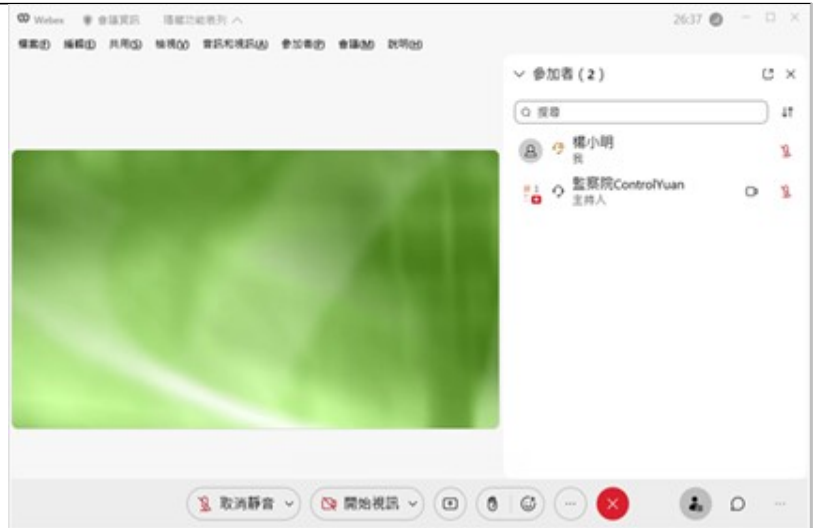 Webex 會議資訊 隱藏功能表列 26:37
檔案(F) 編輯(E) 共用(S) 檢視(V) 音訊和視訊(A) 參加者(P) 會議(M) 說明(H)
參加者 (2)
搜尋
楊小明
我
監察院ControlYuan
主持人
取消靜音 開始視訊